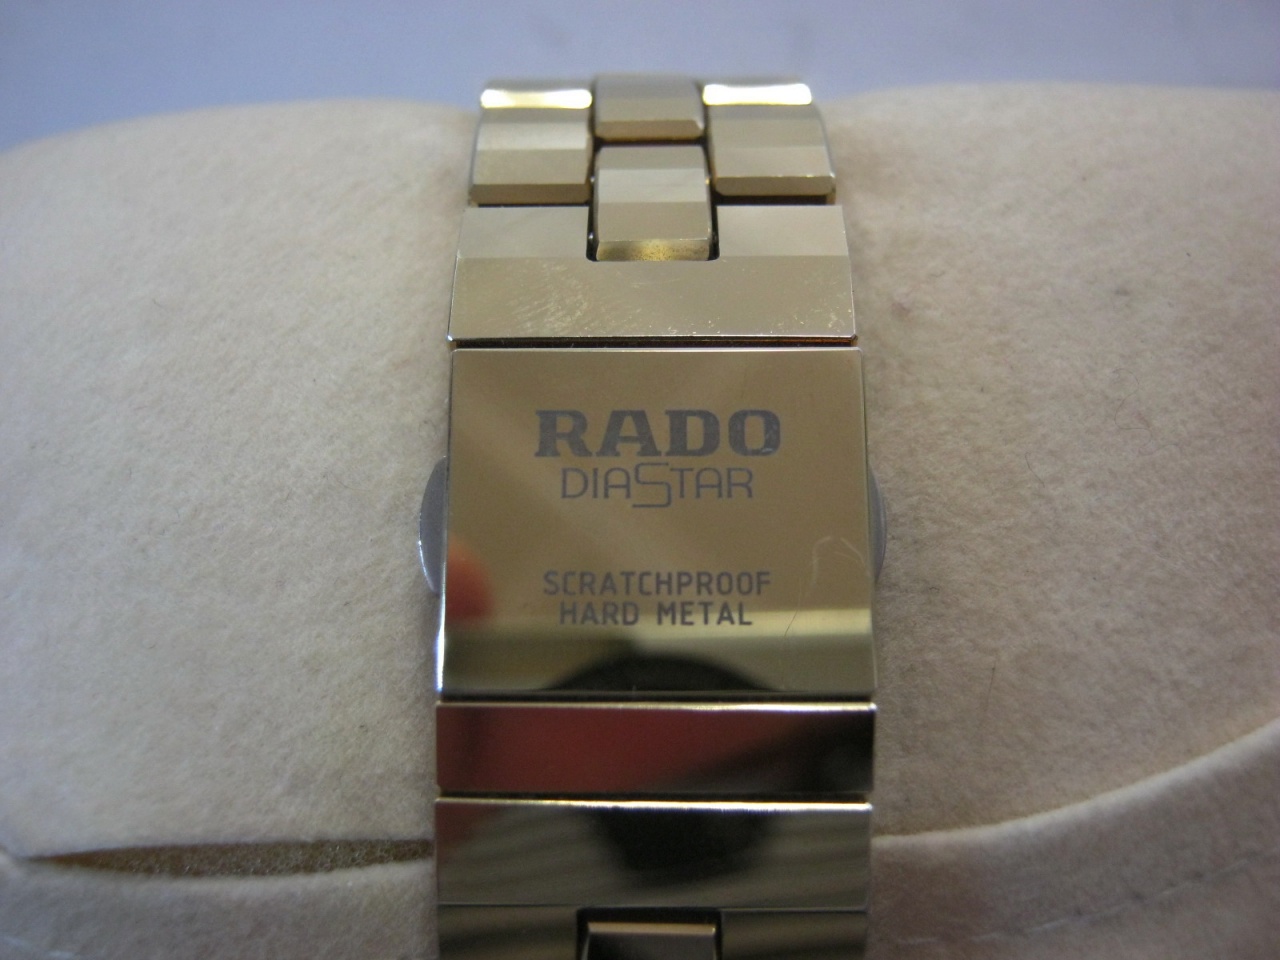 RADO
DIASTAR
SCRATCHPROOF
HARD METAL